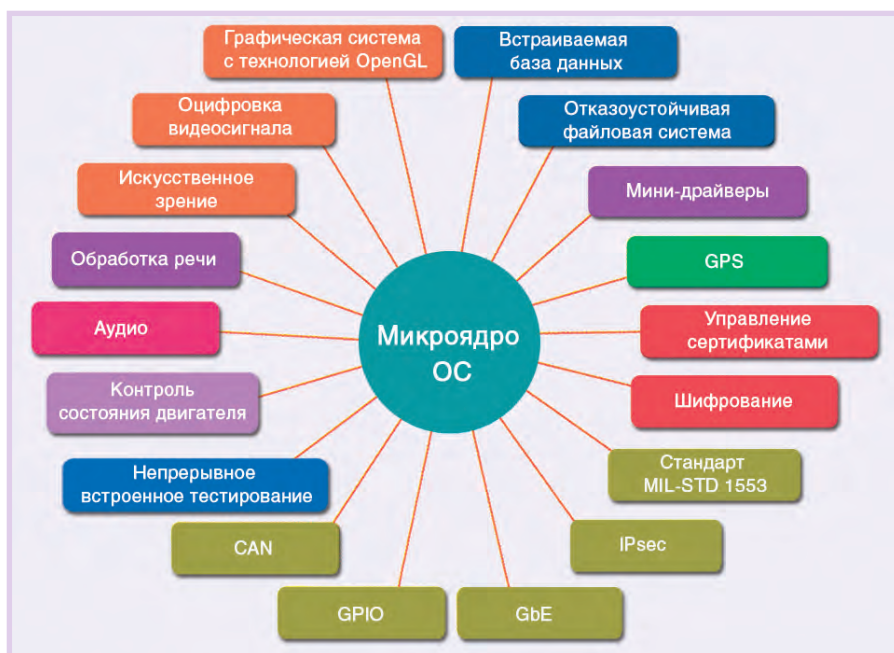 Графическая система
с технологией OpenGL
Встраиваемая
база данных
Оцифровка
видеосигнала
Отказоустойчивая
файловая система
Искусственное
зрение
Мини-драйверы
Обработка речи
GPS
Аудио
Микроядро
ОС
Управление
сертификатами
Контроль
состояния двигателя
Шифрование
Непрерывное
встроенное тестирование
Стандарт
MIL-STD 1553
CAN
IPsec
GPIO
GbE